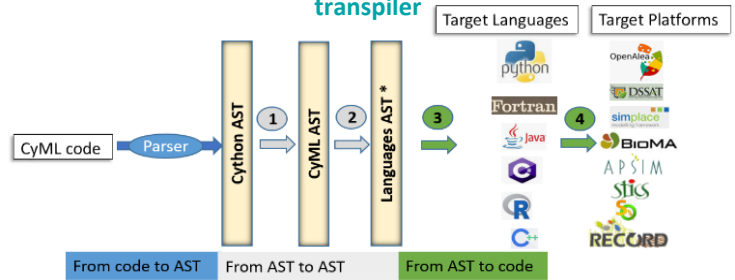 transpiler
Target Languages
Target Platforms
CyML code
Parser
Cython AST
1
CyML AST
2
Languages AST *
3
4
python
Fortran
Java
C#
R
C++
OpenAlea
DSSAT
simplace
BIOMA
APSIM
STICS
RECORD
From code to AST
From AST to AST
From AST to code